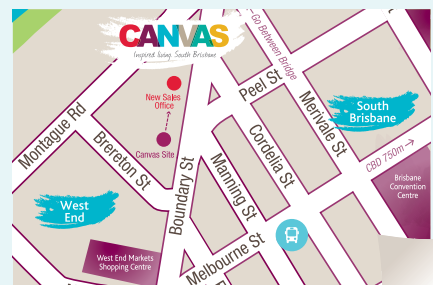 CANVAS
Inspired living, South Brisbane
Go Between Bridge
New Sales
Office
Peel St
Merivale St
South
Brisbane
Montague Rd
Brereton St
Canvas Site
Boundary St
Manning St
Cordelia St
CBD 750m →
Brisbane
Convention
Centre
West
End
West End Markets
Shopping Centre
Melbourne St